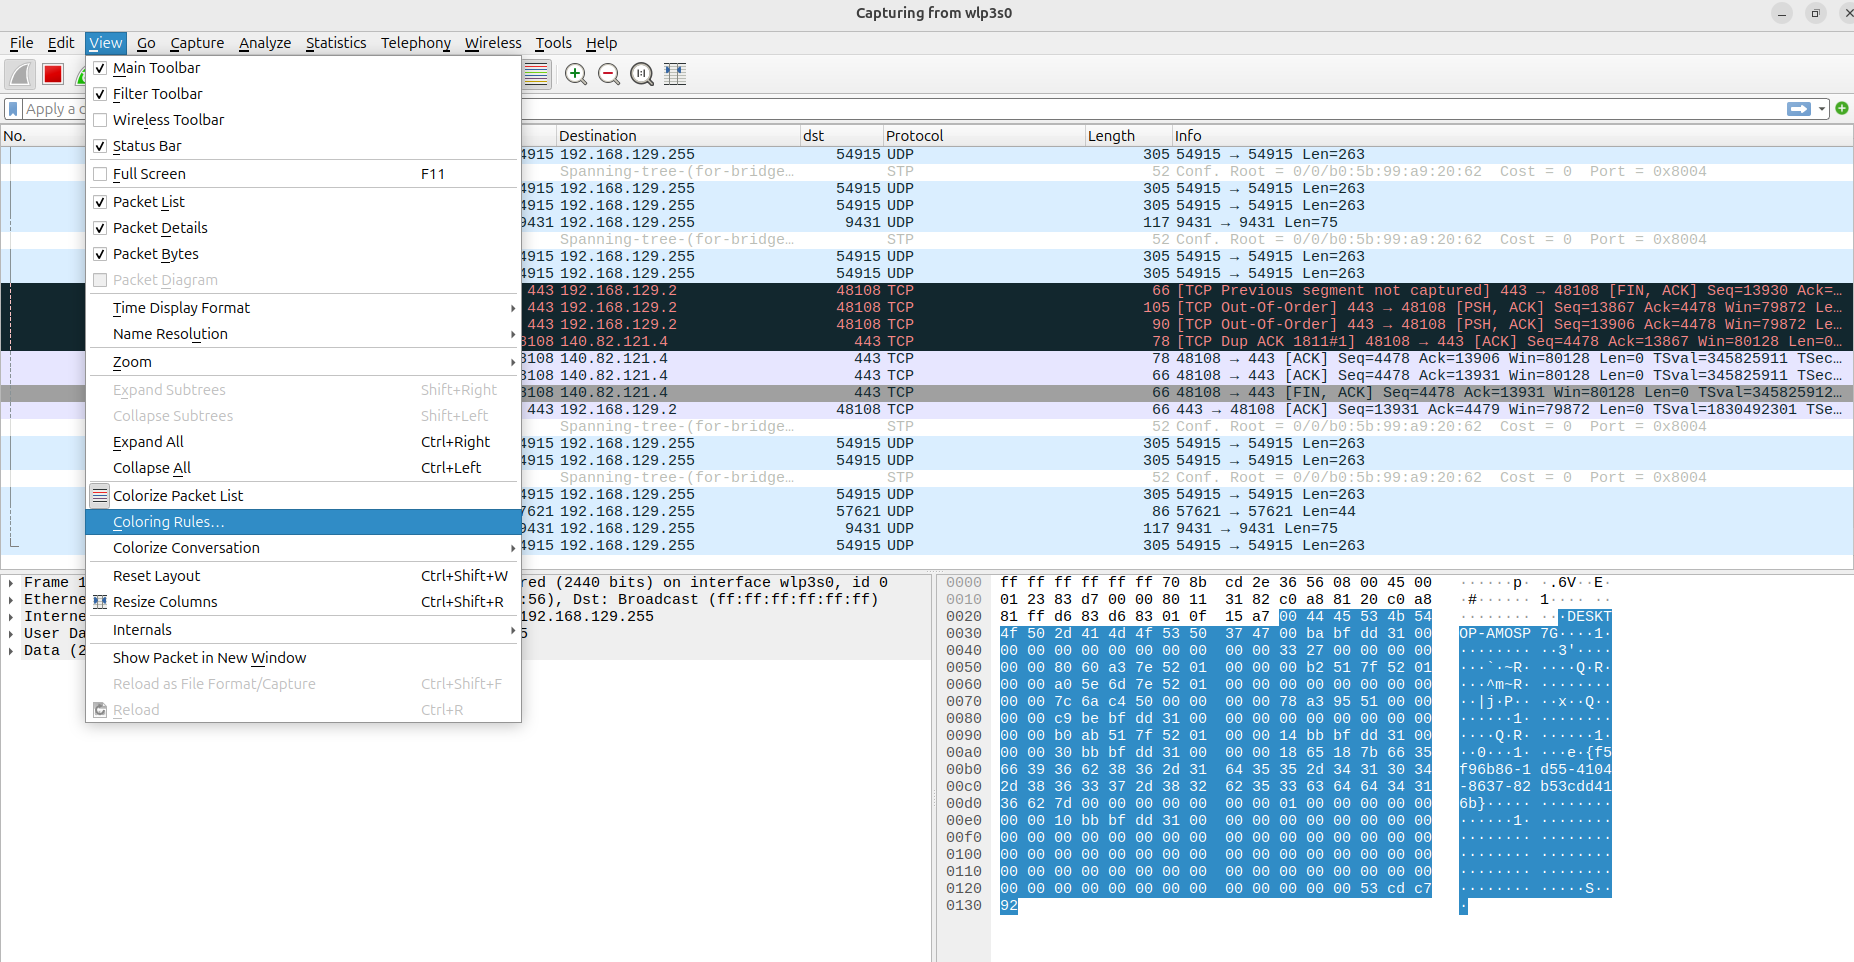 Capturing from wlp3s0
File Edit View Go Capture Analyze Statistics Telephony Wireless Tools Help
Main Toolbar
Filter Toolbar
Wireless Toolbar
Status Bar
Full Screen F11
Packet List
Packet Details
Packet Bytes
Packet Diagram
Time Display Format
Name Resolution
Zoom
Expand Subtrees Shift+Right
Collapse Subtrees Shift+Left
Expand All Ctrl+Right
Collapse All Ctrl+Left
Colorize Packet List
Coloring Rules…
Colorize Conversation
Reset Layout Ctrl+Shift+W
Resize Columns Ctrl+Shift+R
Internals
Show Packet in New Window
Reload as File Format/Capture Ctrl+Shift+F
Reload Ctrl+R
Apply a
No. Destination dst Protocol Length Info
4915 192.168.129.255 54915 UDP 305 54915 → 54915 Len=263
Spanning-tree-(for-bridge… STP 52 Conf. Root = 0/0/b0:5b:99:a9:20:62 Cost = 0 Port = 0x8004
4915 192.168.129.255 54915 UDP 305 54915 → 54915 Len=263
4915 192.168.129.255 54915 UDP 305 54915 → 54915 Len=263
9431 192.168.129.255 9431 UDP 117 9431 → 9431 Len=75
Spanning-tree-(for-bridge… STP 52 Conf. Root = 0/0/b0:5b:99:a9:20:62 Cost = 0 Port = 0x8004
4915 192.168.129.255 54915 UDP 305 54915 → 54915 Len=263
4915 192.168.129.255 54915 UDP 305 54915 → 54915 Len=263
443 192.168.129.2 48108 TCP 66 [TCP Previous segment not captured] 443 → 48108 [FIN, ACK] Seq=13930 Ack=…
443 192.168.129.2 48108 TCP 105 [TCP Out-Of-Order] 443 → 48108 [PSH, ACK] Seq=13867 Ack=4478 Win=79872 Le…
443 192.168.129.2 48108 TCP 90 [TCP Out-Of-Order] 443 → 48108 [PSH, ACK] Seq=13906 Ack=4478 Win=79872 Le…
8108 140.82.121.4 443 TCP 78 [TCP Dup ACK 1811#1] 48108 → 443 [ACK] Seq=4478 Ack=13867 Win=80128 Len=0…
8108 140.82.121.4 443 TCP 78 48108 → 443 [ACK] Seq=4478 Ack=13906 Win=80128 Len=0 TSval=345825911 TSec…
8108 140.82.121.4 443 TCP 66 48108 → 443 [ACK] Seq=4478 Ack=13931 Win=80128 Len=0 TSval=345825911 TSec…
8108 140.82.121.4 443 TCP 66 48108 → 443 [FIN, ACK] Seq=4478 Ack=13931 Win=80128 Len=0 TSval=345825912…
443 192.168.129.2 48108 TCP 66 443 → 48108 [ACK] Seq=13931 Ack=4479 Win=79872 Len=0 TSval=1830492301 TSe…
Spanning-tree-(for-bridge… STP 52 Conf. Root = 0/0/b0:5b:99:a9:20:62 Cost = 0 Port = 0x8004
4915 192.168.129.255 54915 UDP 305 54915 → 54915 Len=263
4915 192.168.129.255 54915 UDP 305 54915 → 54915 Len=263
Spanning-tree-(for-bridge… STP 52 Conf. Root = 0/0/b0:5b:99:a9:20:62 Cost = 0 Port = 0x8004
4915 192.168.129.255 54915 UDP 305 54915 → 54915 Len=263
7621 192.168.129.255 57621 UDP 86 57621 → 57621 Len=44
9431 192.168.129.255 9431 UDP 117 9431 → 9431 Len=75
4915 192.168.129.255 54915 UDP 305 54915 → 54915 Len=263
Frame 1 red (2440 bits) on interface wlp3s0, id 0
Etherne :56), Dst: Broadcast (ff:ff:ff:ff:ff:ff)
Interne 192.168.129.255
User Da 5
Data (2
0000 ff ff ff ff ff ff 70 8b cd 2e 36 56 08 00 45 00 ······p· ·.6V··E·
0010 01 23 83 d7 00 00 80 11 31 82 c0 a8 81 20 c0 a8 ·#······ 1···· ··
0020 81 ff d6 83 d6 83 01 0f 15 a7 00 44 45 53 4b 54 ········ ···DESKT
0030 4f 50 2d 41 4d 4f 53 50 37 47 00 ba bf dd 31 00 OP-AMOSP 7G····1·
0040 00 00 00 00 00 00 00 00 00 33 27 00 00 00 00 00 ········ ·3'·····
0050 00 00 80 60 a3 7e 52 01 00 00 00 b2 51 7f 52 01 ···`·~R· ····Q·R·
0060 00 00 a0 5e 6d 7e 52 01 00 00 00 00 00 00 00 00 ···^m~R· ········
0070 00 00 7c 6a c4 50 00 00 00 00 78 a3 95 51 00 00 ··|j·P·· ··x··Q··
0080 00 00 c9 be bf dd 31 00 00 00 00 00 00 00 00 00 ······1· ········
0090 00 00 b0 ab 51 7f 52 01 00 00 14 bb bf dd 31 00 ····Q·R· ······1·
00a0 00 00 30 bb bf dd 31 00 00 00 18 65 18 7b 66 35 ··0···1· ···e·{f5
00b0 66 39 36 62 38 36 2d 31 64 35 35 2d 34 31 30 34 f96b86-1 d55-4104
00c0 2d 38 36 33 37 2d 38 32 62 35 33 63 64 64 34 31 -8637-82 b53cdd41
00d0 36 62 7d 00 00 00 00 00 00 00 01 00 00 00 00 00 6b}····· ········
00e0 00 00 10 bb bf dd 31 00 00 00 00 00 00 00 00 00 ······1· ········
00f0 00 00 00 00 00 00 00 00 00 00 00 00 00 00 00 00 ········ ········
0100 00 00 00 00 00 00 00 00 00 00 00 00 00 00 00 00 ········ ········
0110 00 00 00 00 00 00 00 00 00 00 00 00 00 00 00 00 ········ ········
0120 00 00 00 00 00 00 00 00 00 00 00 00 00 53 cd c7 ········ ·····S··
0130 92 ·